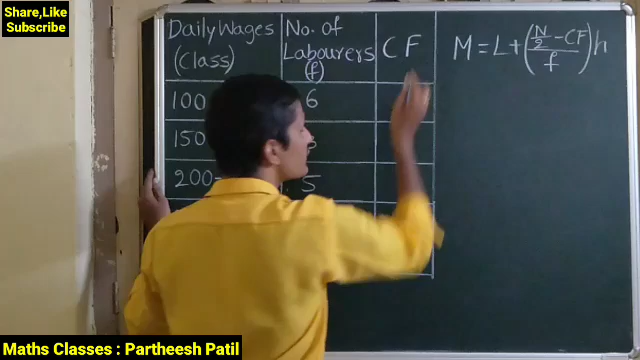 Share,Like
Subscribe
Daily Wages
(Class)
No. of
Labourers
(f)
CF
M = L + ( (N/2 - CF) / f ) h
100 6
150
200- 5
Maths Classes : Partheesh Patil